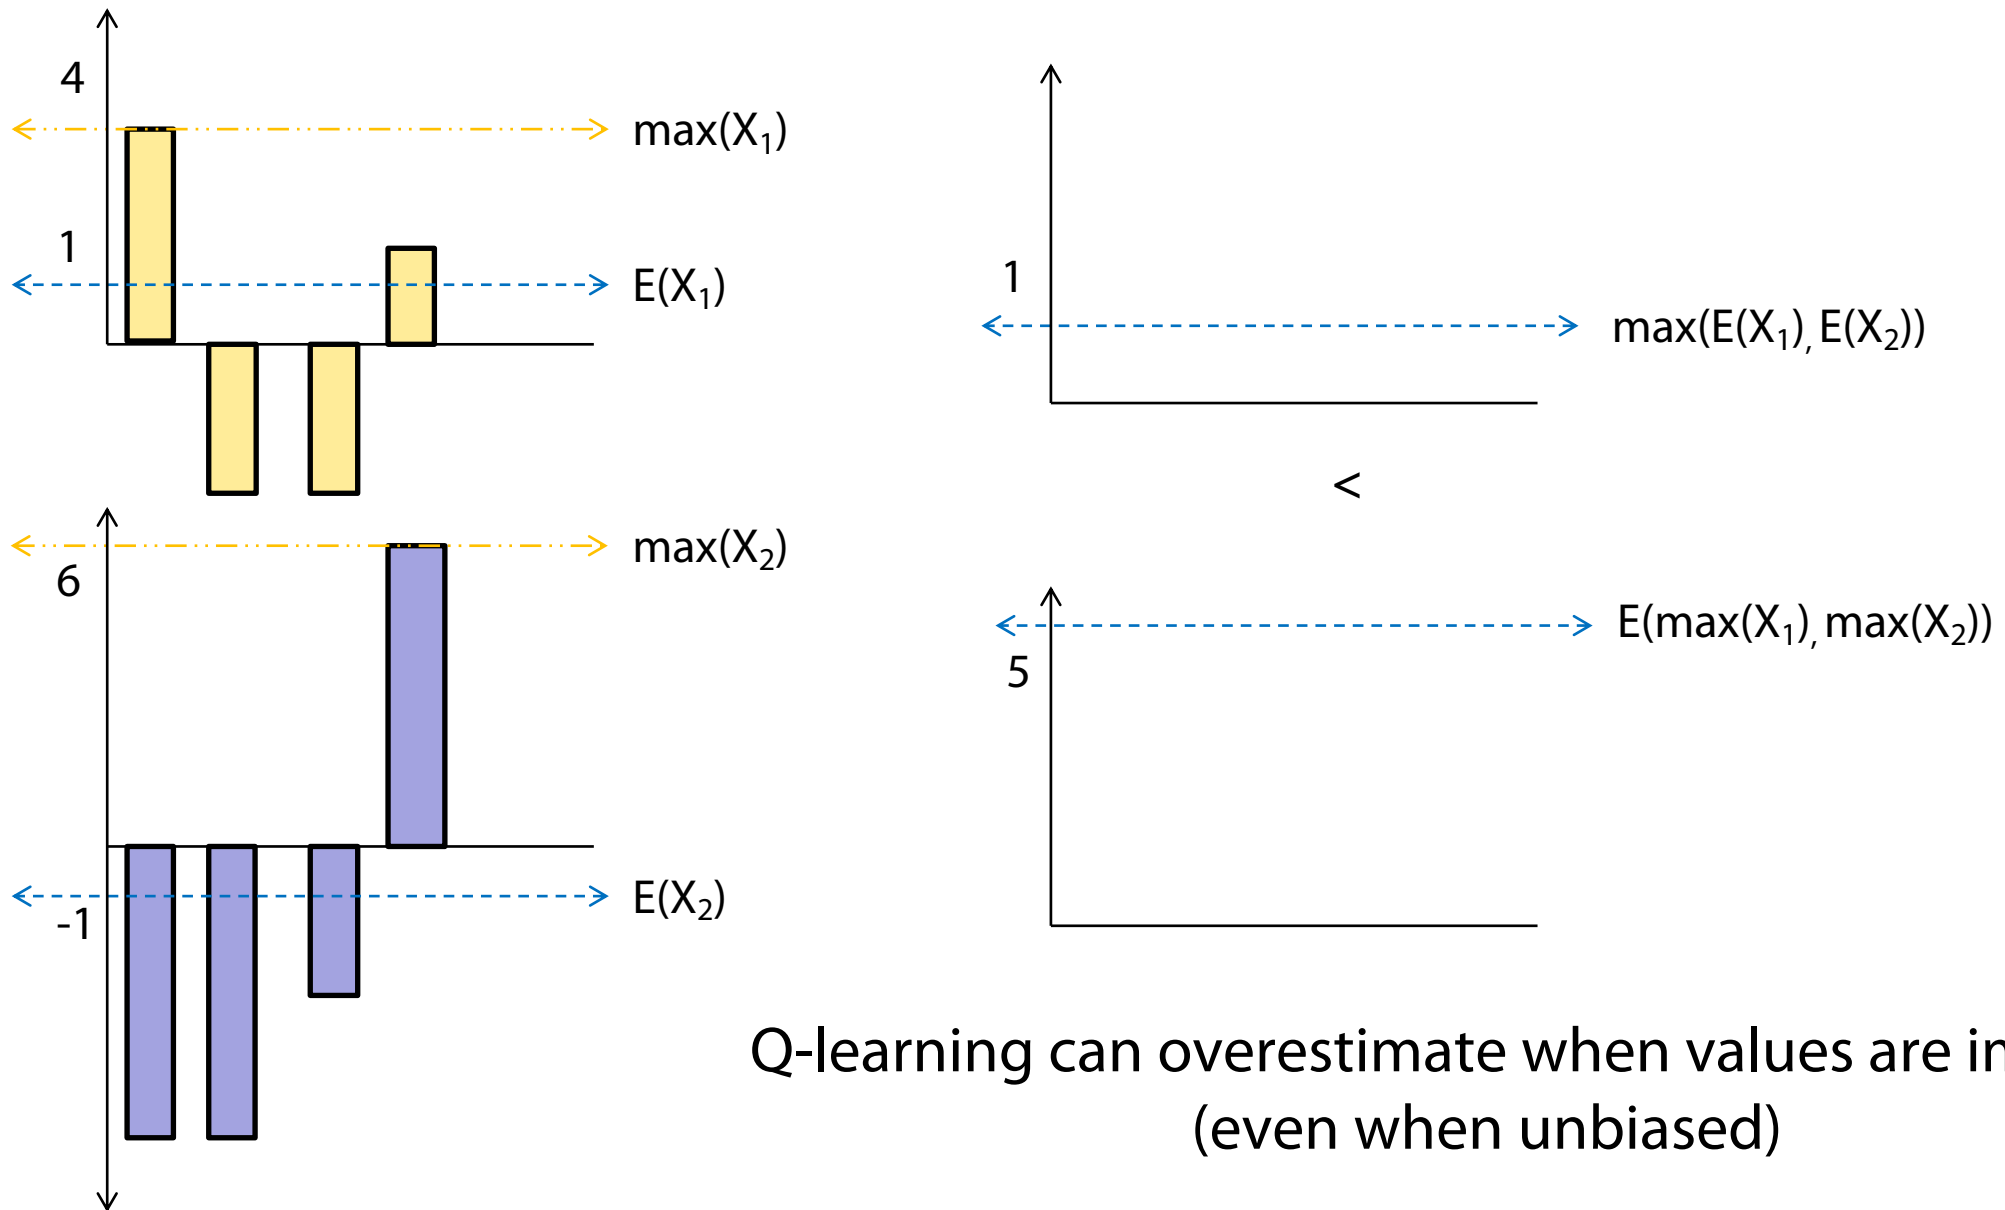 4
max(X₁)
1
E(X₁)
max(X₂)
6
E(X₂)
-1
1
max(E(X₁), E(X₂))
<
E(max(X₁), max(X₂))
5
Q-learning can overestimate when values are
(even when unbiased)